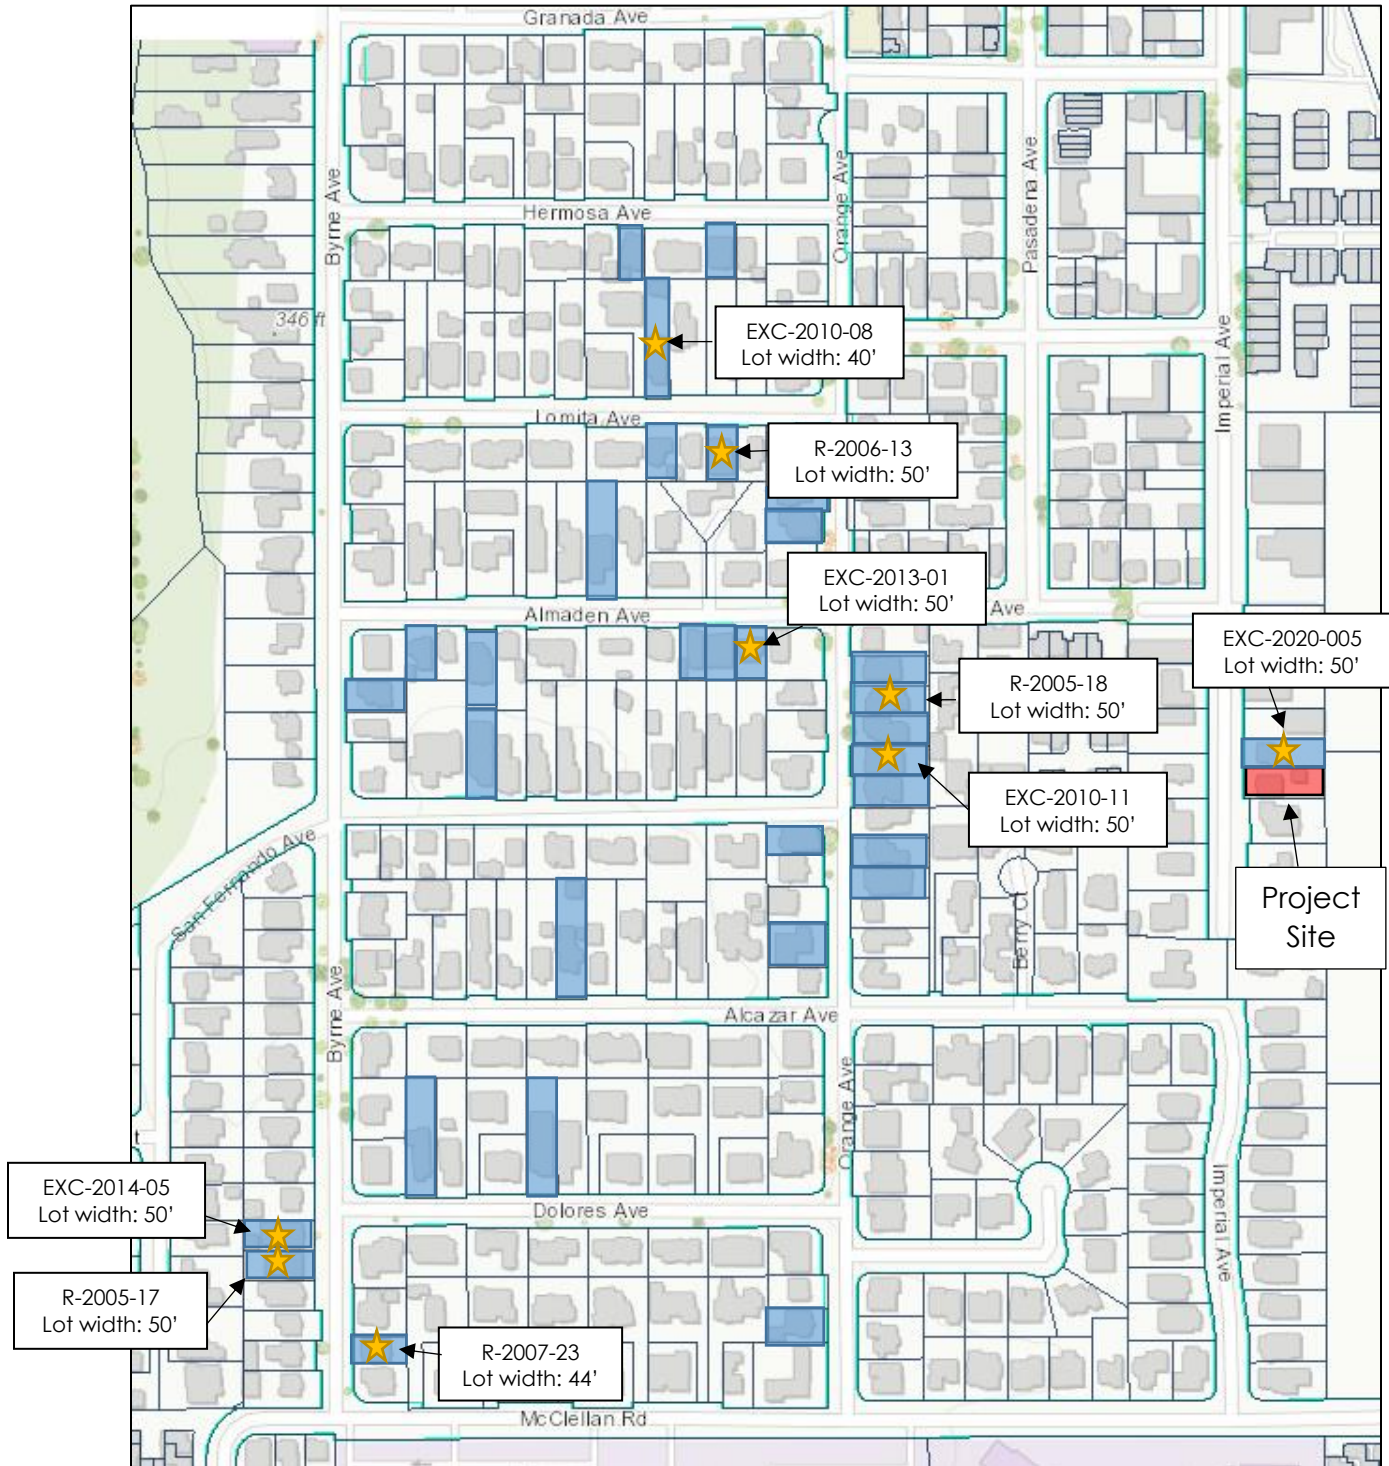 Granada Ave
Byrne Ave
Hermosa Ave
Orange Ave
Pasadena Ave
346 ft
EXC-2010-08
Lot width: 40’
Imperial Ave
Lomita Ave
R-2006-13
Lot width: 50’
EXC-2013-01
Lot width: 50’
Almaden Ave
Ave
EXC-2020-005
Lot width: 50’
R-2005-18
Lot width: 50’
EXC-2010-11
Lot width: 50’
San Fernando Ave
Project
Site
Berry Ct
Byrne Ave
Alcazar Ave
Orange Ave
t
EXC-2014-05
Lot width: 50’
Imperial Ave
Dolores Ave
R-2005-17
Lot width: 50’
R-2007-23
Lot width: 44’
McClellan Rd